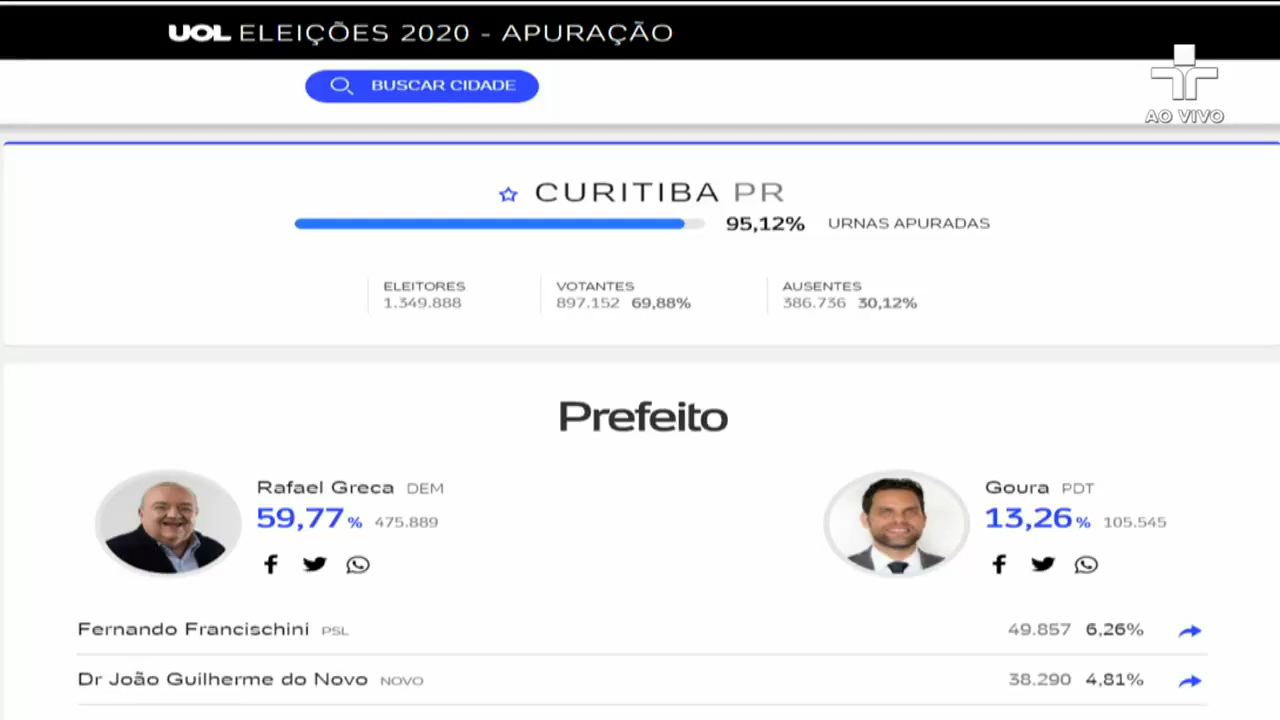 UOL ELEIÇÕES 2020 - APURAÇÃO
BUSCAR CIDADE
AO VIVO
CURITIBA PR
95,12% URNAS APURADAS
ELEITORES VOTANTES AUSENTES
1.349.888 897.152 69,88% 386.736 30,12%
Prefeito
Rafael Greca DEM Goura PDT
59,77% 475.889 13,26% 105.545
Fernando Francischini PSL 49.857 6,26%
Dr João Guilherme do Novo NOVO 38.290 4,81%